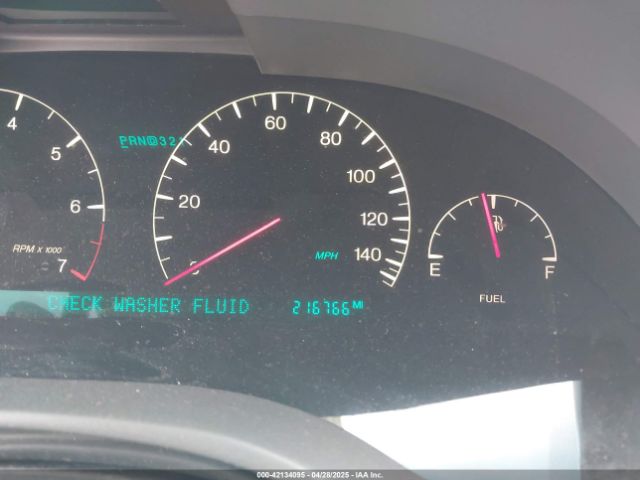 4
5
6
7
RPM X 1000
PRND321
0
20
40
60
80
100
120
140
MPH
E
F
FUEL
CHECK WASHER FLUID
216766 MI
000-42134095 - 04/28/2025 - IAA Inc.